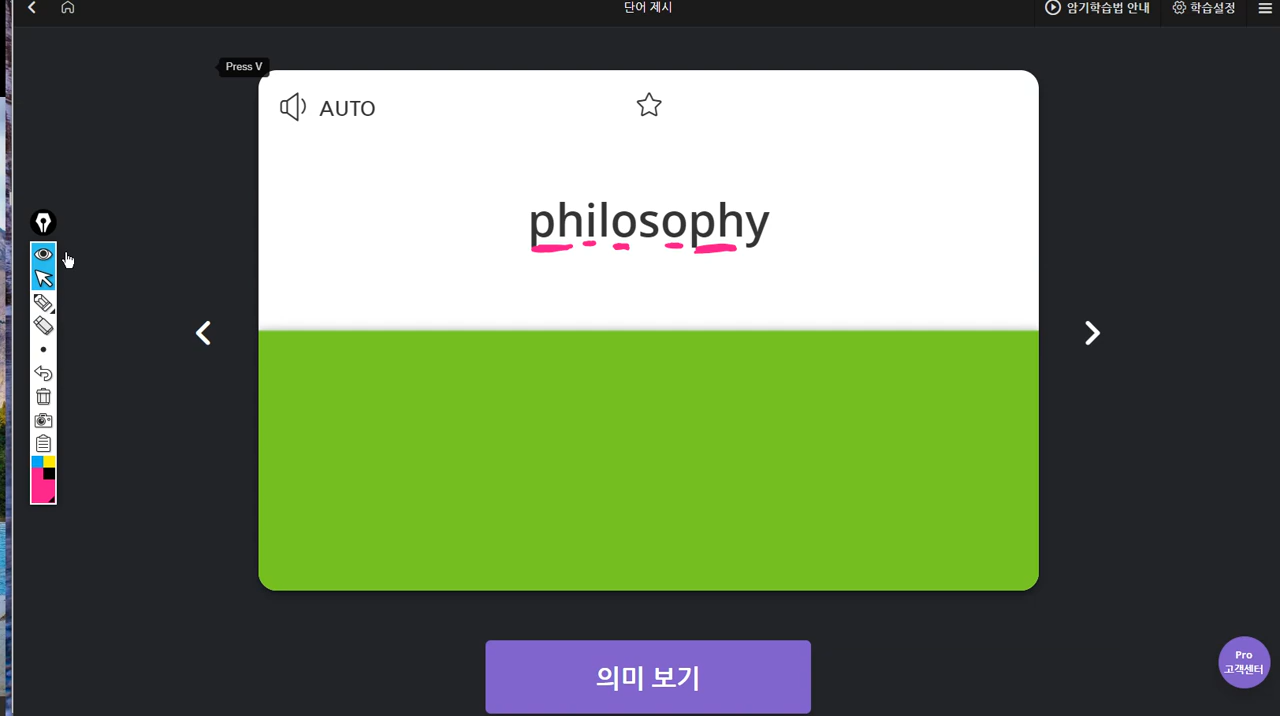 단어 제시
암기학습법 안내
학습설정
Press V
AUTO
philosophy
의미 보기
Pro
고객센터